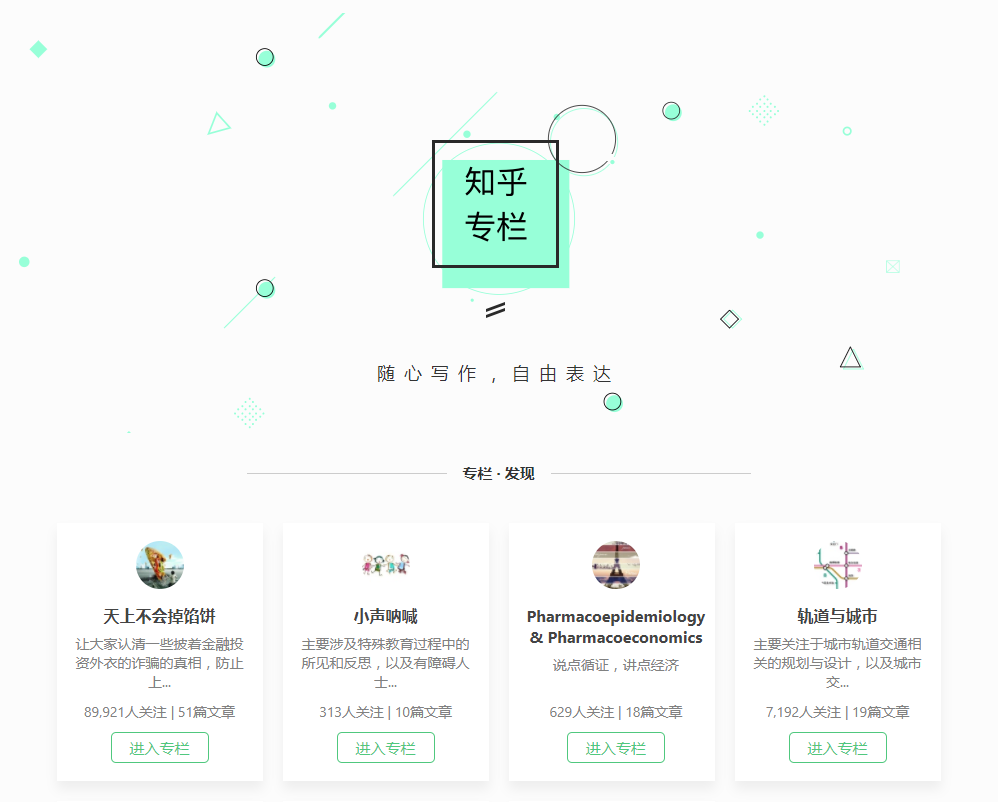 知乎
专栏
随心写作，自由表达
专栏 · 发现
天上不会掉馅饼
让大家认清一些披着金融投
资外衣的诈骗的真相，防止
上...
89,921人关注 | 51篇文章
进入专栏
小声呐喊
主要涉及特殊教育过程中的
所见和反思，以及有障碍人
士...
313人关注 | 10篇文章
进入专栏
Pharmacoepidemiology
& Pharmacoeconomics
说点循证，讲点经济
629人关注 | 18篇文章
进入专栏
轨道与城市
主要关注于城市轨道交通相
关的规划与设计，以及城市
交...
7,192人关注 | 19篇文章
进入专栏